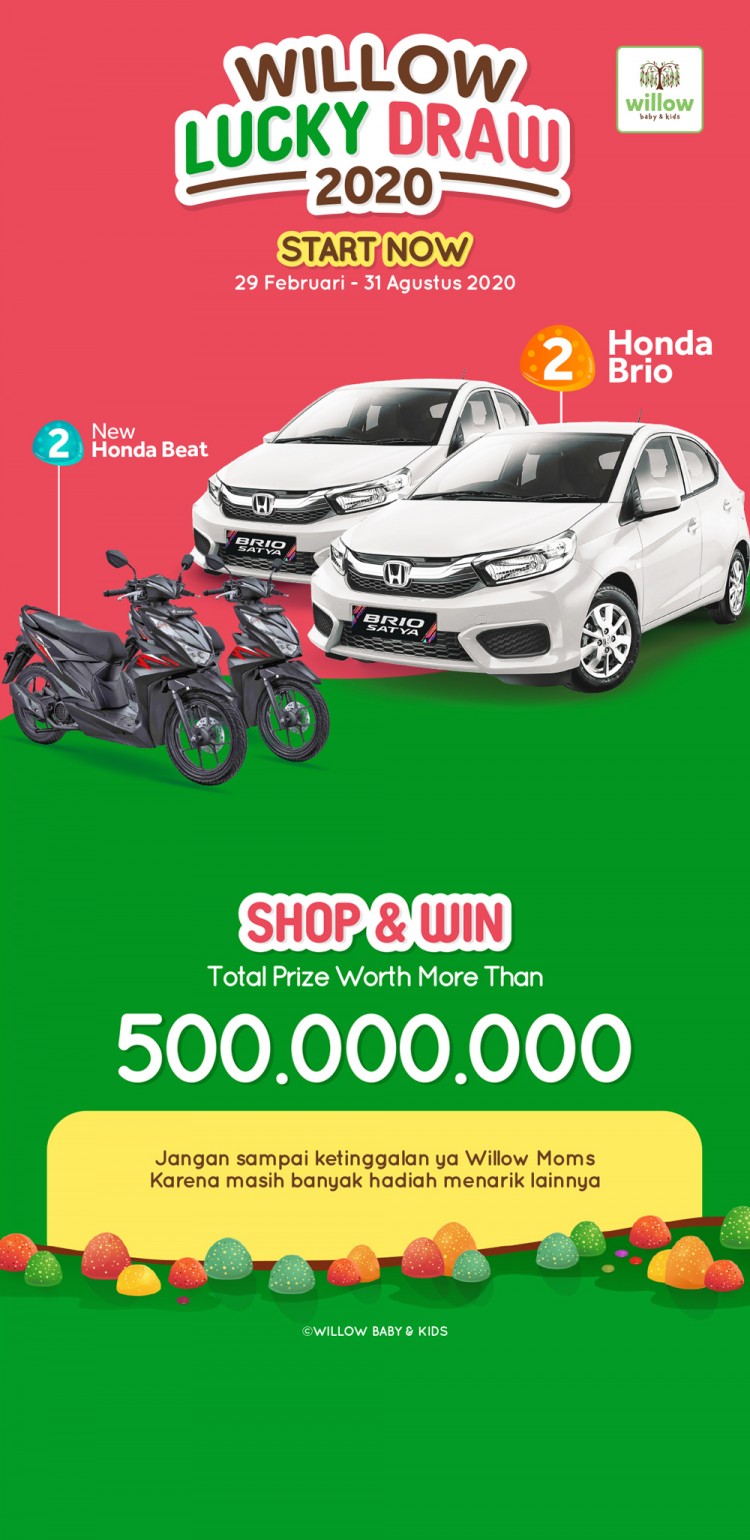 WILLOW
LUCKY DRAW
2020
willow
baby & kids
START NOW
29 Februari - 31 Agustus 2020
2
Honda
Brio
2
New
Honda Beat
BRIO
SATYA
BRIO
SATYA
SHOP & WIN
Total Prize Worth More Than
500.000.000
Jangan sampai ketinggalan ya Willow Moms
Karena masih banyak hadiah menarik lainnya
©WILLOW BABY & KIDS